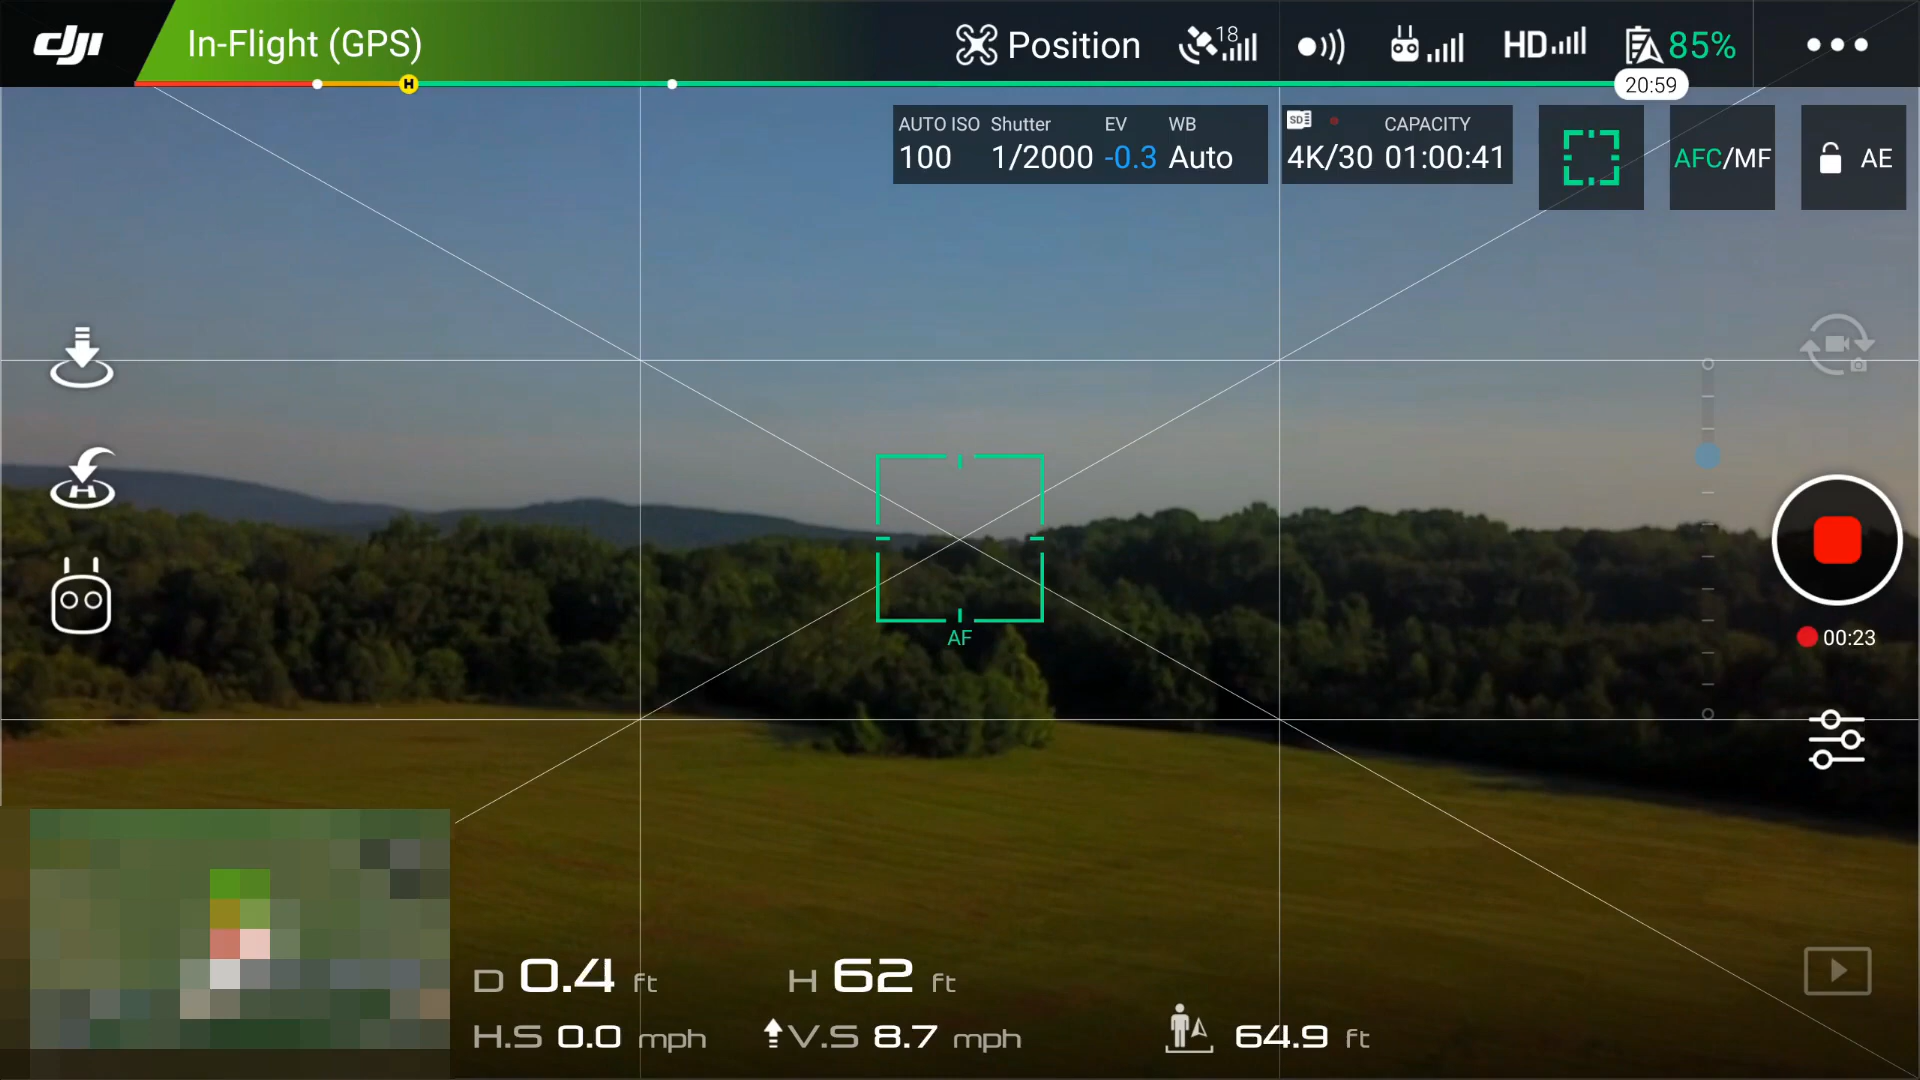 dji In-Flight (GPS) Position 18 HD 85%
H 20:59
AUTO ISO Shutter EV WB SD CAPACITY
100 1/2000 -0.3 Auto 4K/30 01:00:41 AFC/MF AE
H
AF
00:23
D 0.4 ft H 62 ft
H.S 0.0 mph V.S 8.7 mph 64.9 ft